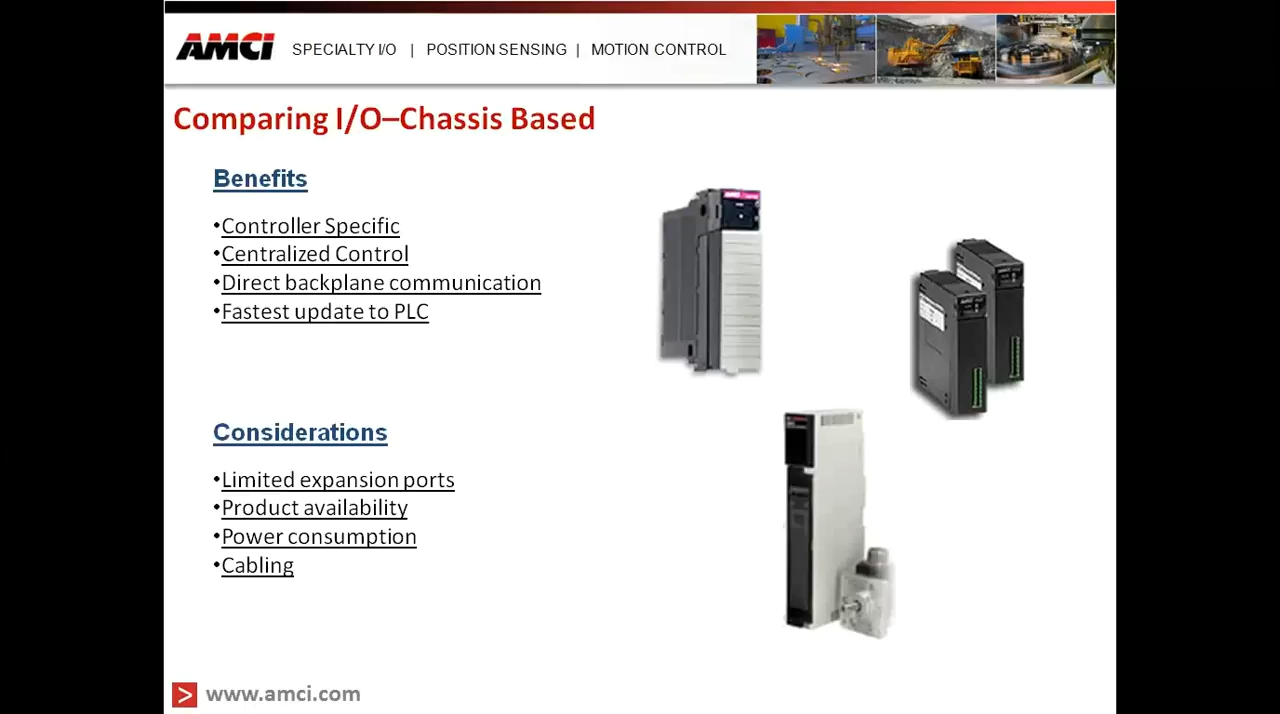 AMCI SPECIALTY I/O | POSITION SENSING | MOTION CONTROL
Comparing I/O–Chassis Based
Benefits
•Controller Specific
•Centralized Control
•Direct backplane communication
•Fastest update to PLC
Considerations
•Limited expansion ports
•Product availability
•Power consumption
•Cabling
> www.amci.com